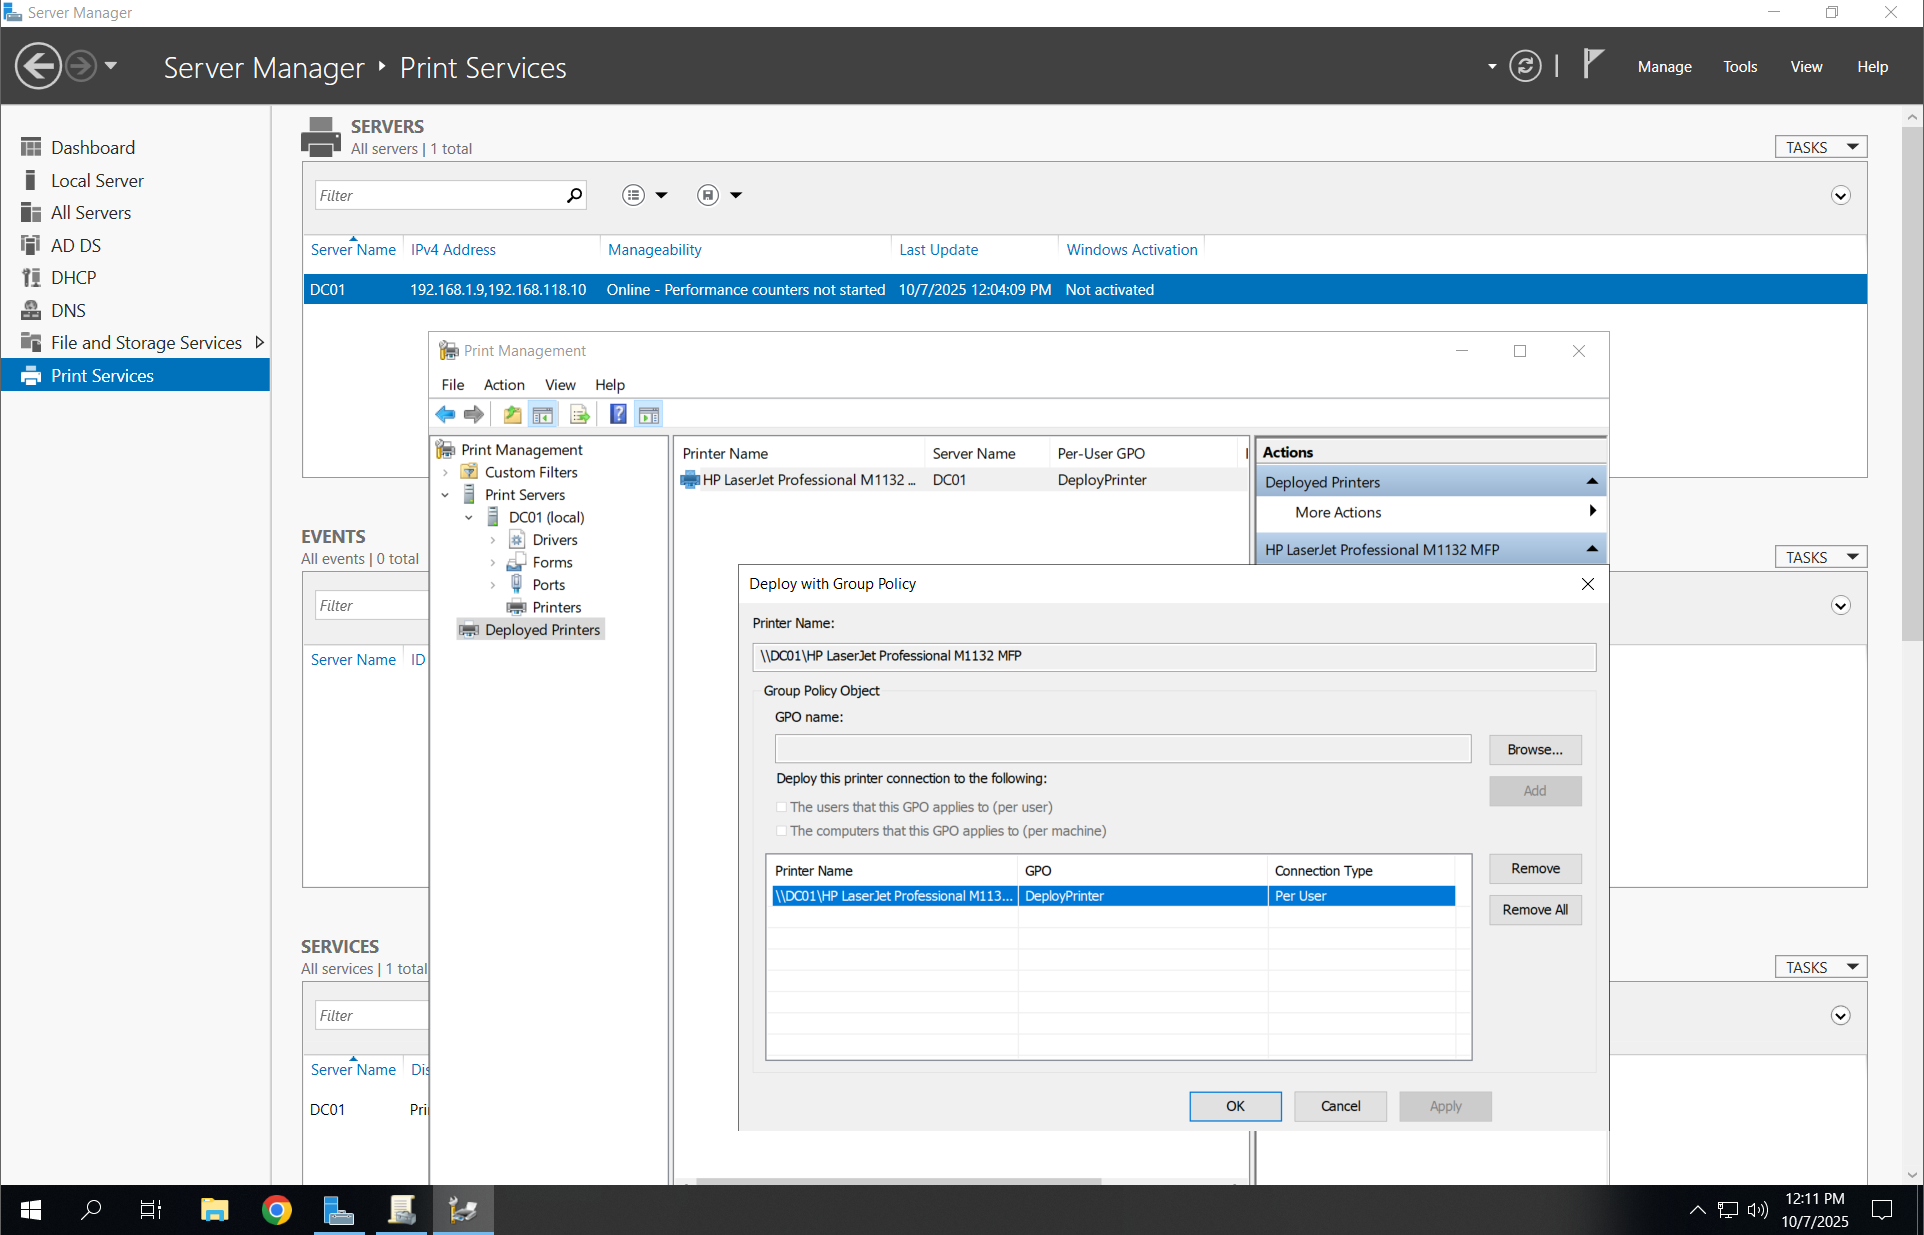 Server Manager
Server Manager ‣ Print Services
Manage
Tools
View
Help
Dashboard
Local Server
All Servers
AD DS
DHCP
DNS
File and Storage Services
Print Services
SERVERS
All servers | 1 total
TASKS
Filter
Server Name
IPv4 Address
Manageability
Last Update
Windows Activation
DC01
192.168.1.9,192.168.118.10
Online - Performance counters not started
10/7/2025 12:04:09 PM
Not activated
EVENTS
All events | 0 total
TASKS
Filter
Server Name
ID
SERVICES
All services | 1 total
TASKS
Filter
Server Name
Dis
DC01
Pri
Print Management
File
Action
View
Help
Print Management
Custom Filters
Print Servers
DC01 (local)
Drivers
Forms
Ports
Printers
Deployed Printers
Printer Name
Server Name
Per-User GPO
HP LaserJet Professional M1132 ...
DC01
DeployPrinter
Actions
Deployed Printers
More Actions
HP LaserJet Professional M1132 MFP
Deploy with Group Policy
Printer Name:
\\DC01\HP LaserJet Professional M1132 MFP
Group Policy Object
GPO name:
Browse...
Deploy this printer connection to the following:
Add
The users that this GPO applies to (per user)
The computers that this GPO applies to (per machine)
Printer Name
GPO
Connection Type
Remove
\\DC01\HP LaserJet Professional M113...
DeployPrinter
Per User
Remove All
OK
Cancel
Apply
12:11 PM
10/7/2025